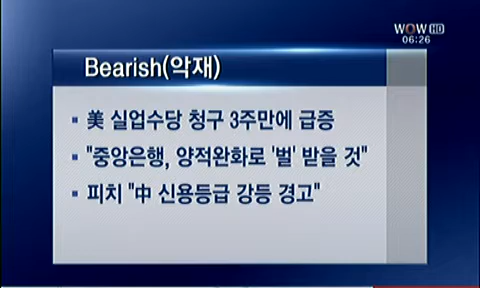 WOW HD
06:26
Bearish(악재)
▪ 美 실업수당 청구 3주만에 급증
▪ "중앙은행, 양적완화로 '벌' 받을 것"
▪ 피치 "中 신용등급 강등 경고"